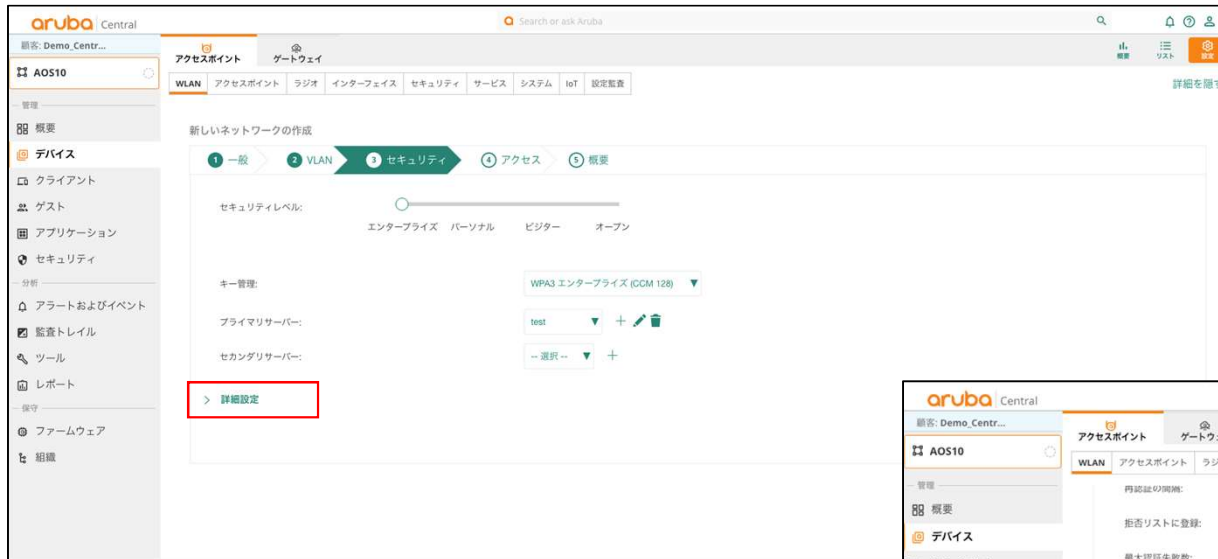 aruba Central
Search or ask Aruba
顧客: Demo_Centr...
AOS10
管理
概要
デバイス
クライアント
ゲスト
アプリケーション
セキュリティ
分析
アラートおよびイベント
監査トレイル
ツール
レポート
保守
ファームウェア
組織
アクセスポイント
ゲートウェイ
概要
リスト
設定
WLAN アクセスポイント ラジオ インターフェイス セキュリティ サービス システム IoT 設定監査
詳細を隠す
新しいネットワークの作成
1 一般 2 VLAN 3 セキュリティ 4 アクセス 5 概要
セキュリティレベル:
エンタープライズ パーソナル ビジター オープン
キー管理: WPA3 エンタープライズ (CCM 128)
プライマリサーバー: test
セカンダリサーバー: -- 選択 --
詳細設定
aruba Central
顧客: Demo_Centr...
AOS10
管理
概要
デバイス
アクセスポイント
ゲートウ
WLAN アクセスポイント ラジ
再認証の間隔:
拒否リストに登録:
最大認証失敗数: